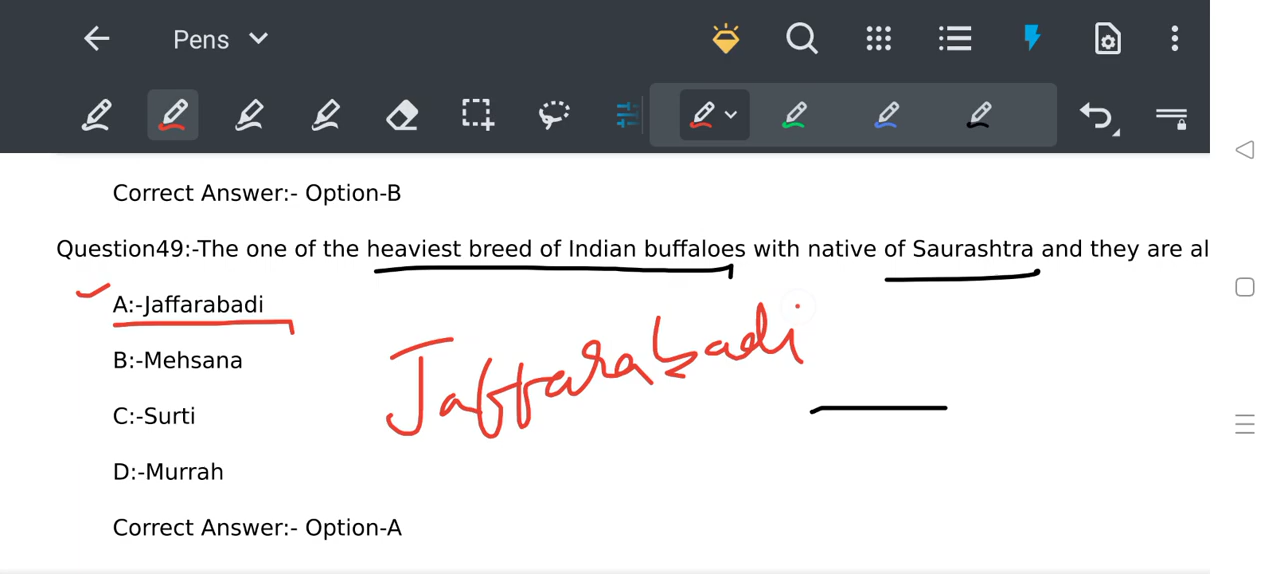 Pens
Correct Answer:- Option-B
Question49:-The one of the heaviest breed of Indian buffaloes with native of Saurashtra and they are al
A:-Jaffarabadi
B:-Mehsana
C:-Surti
D:-Murrah
Jaffarabadi
Correct Answer:- Option-A